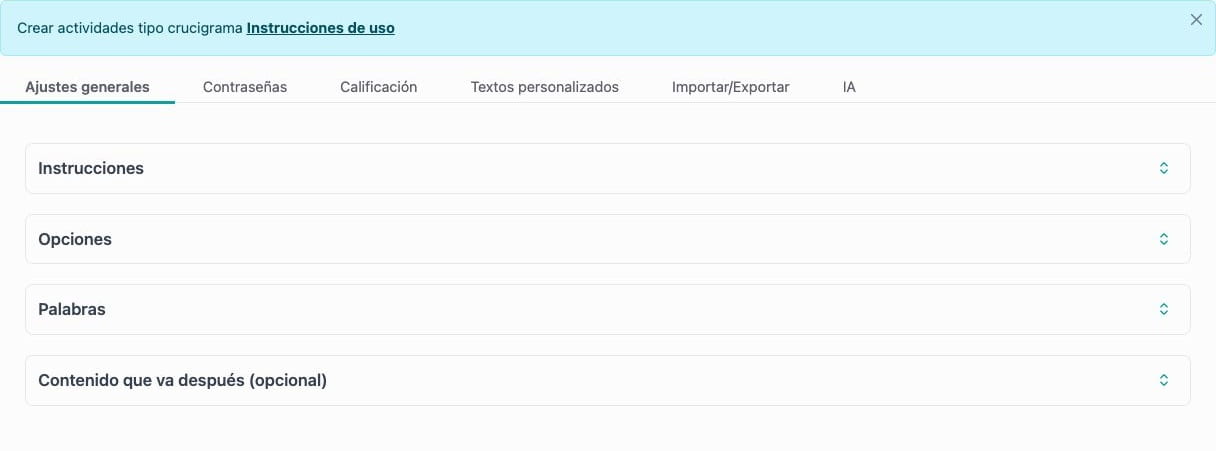 Crear actividades tipo crucigrama Instrucciones de uso
Ajustes generales Contraseñas Calificación Textos personalizados Importar/Exportar IA
Instrucciones
Opciones
Palabras
Contenido que va después (opcional)